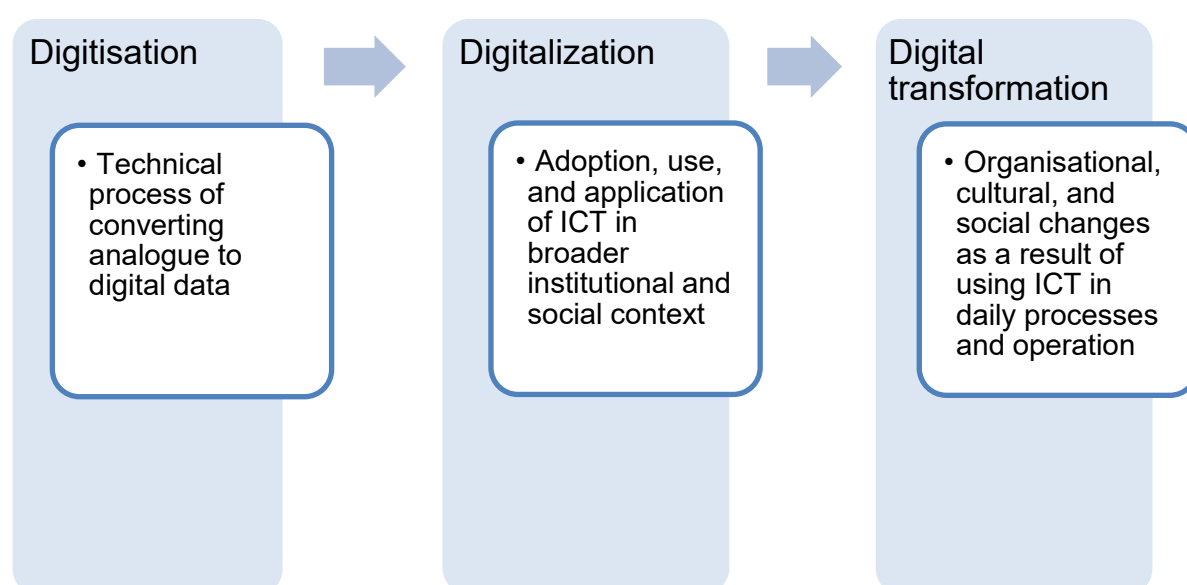 Digitisation
• Technical
process of
converting
analogue to
digital data
Digitalization
• Adoption, use,
and application
of ICT in
broader
institutional and
social context
Digital
transformation
• Organisational,
cultural, and
social changes
as a result of
using ICT in
daily processes
and operation